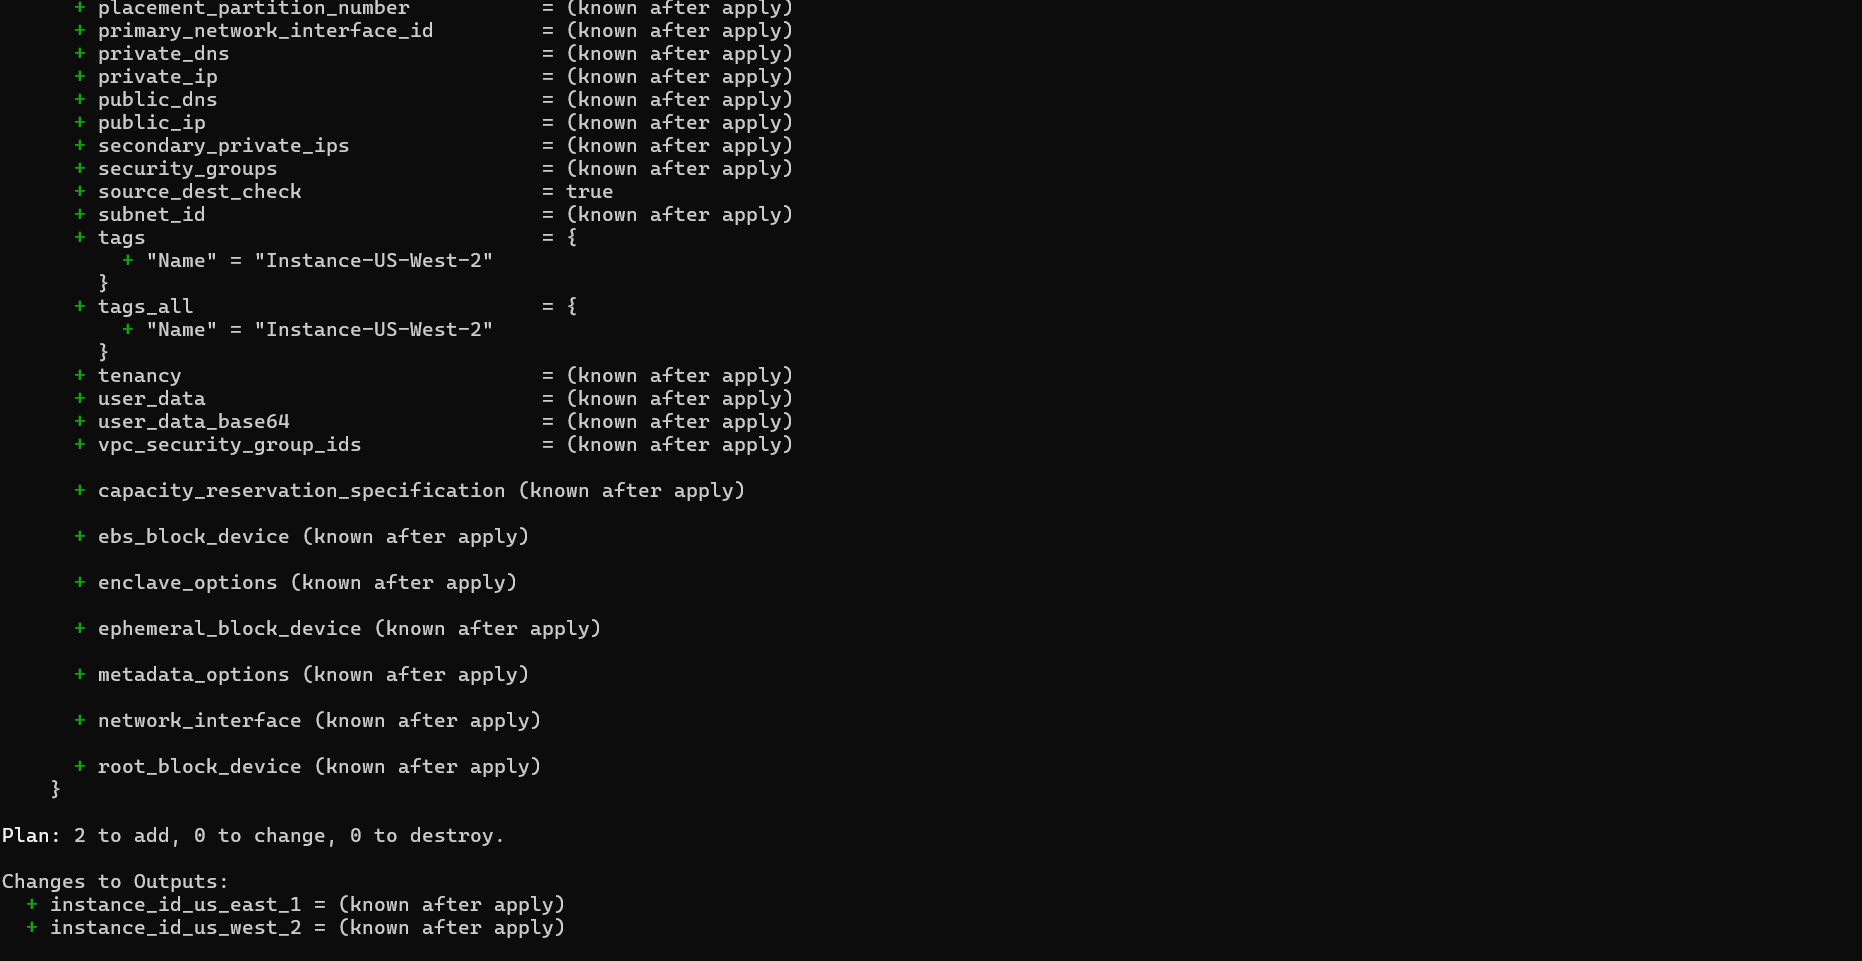 + placement_partition_number = (known after apply)
+ primary_network_interface_id = (known after apply)
+ private_dns = (known after apply)
+ private_ip = (known after apply)
+ public_dns = (known after apply)
+ public_ip = (known after apply)
+ secondary_private_ips = (known after apply)
+ security_groups = (known after apply)
+ source_dest_check = true
+ subnet_id = (known after apply)
+ tags = {
+ "Name" = "Instance-US-West-2"
}
+ tags_all = {
+ "Name" = "Instance-US-West-2"
}
+ tenancy = (known after apply)
+ user_data = (known after apply)
+ user_data_base64 = (known after apply)
+ vpc_security_group_ids = (known after apply)
+ capacity_reservation_specification (known after apply)
+ ebs_block_device (known after apply)
+ enclave_options (known after apply)
+ ephemeral_block_device (known after apply)
+ metadata_options (known after apply)
+ network_interface (known after apply)
+ root_block_device (known after apply)
}
Plan: 2 to add, 0 to change, 0 to destroy.
Changes to Outputs:
+ instance_id_us_east_1 = (known after apply)
+ instance_id_us_west_2 = (known after apply)